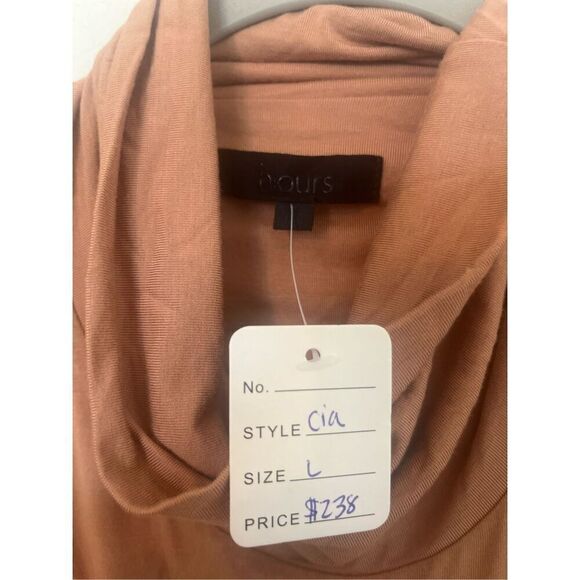 hours
No.
STYLE Cia
SIZE L
PRICE $238